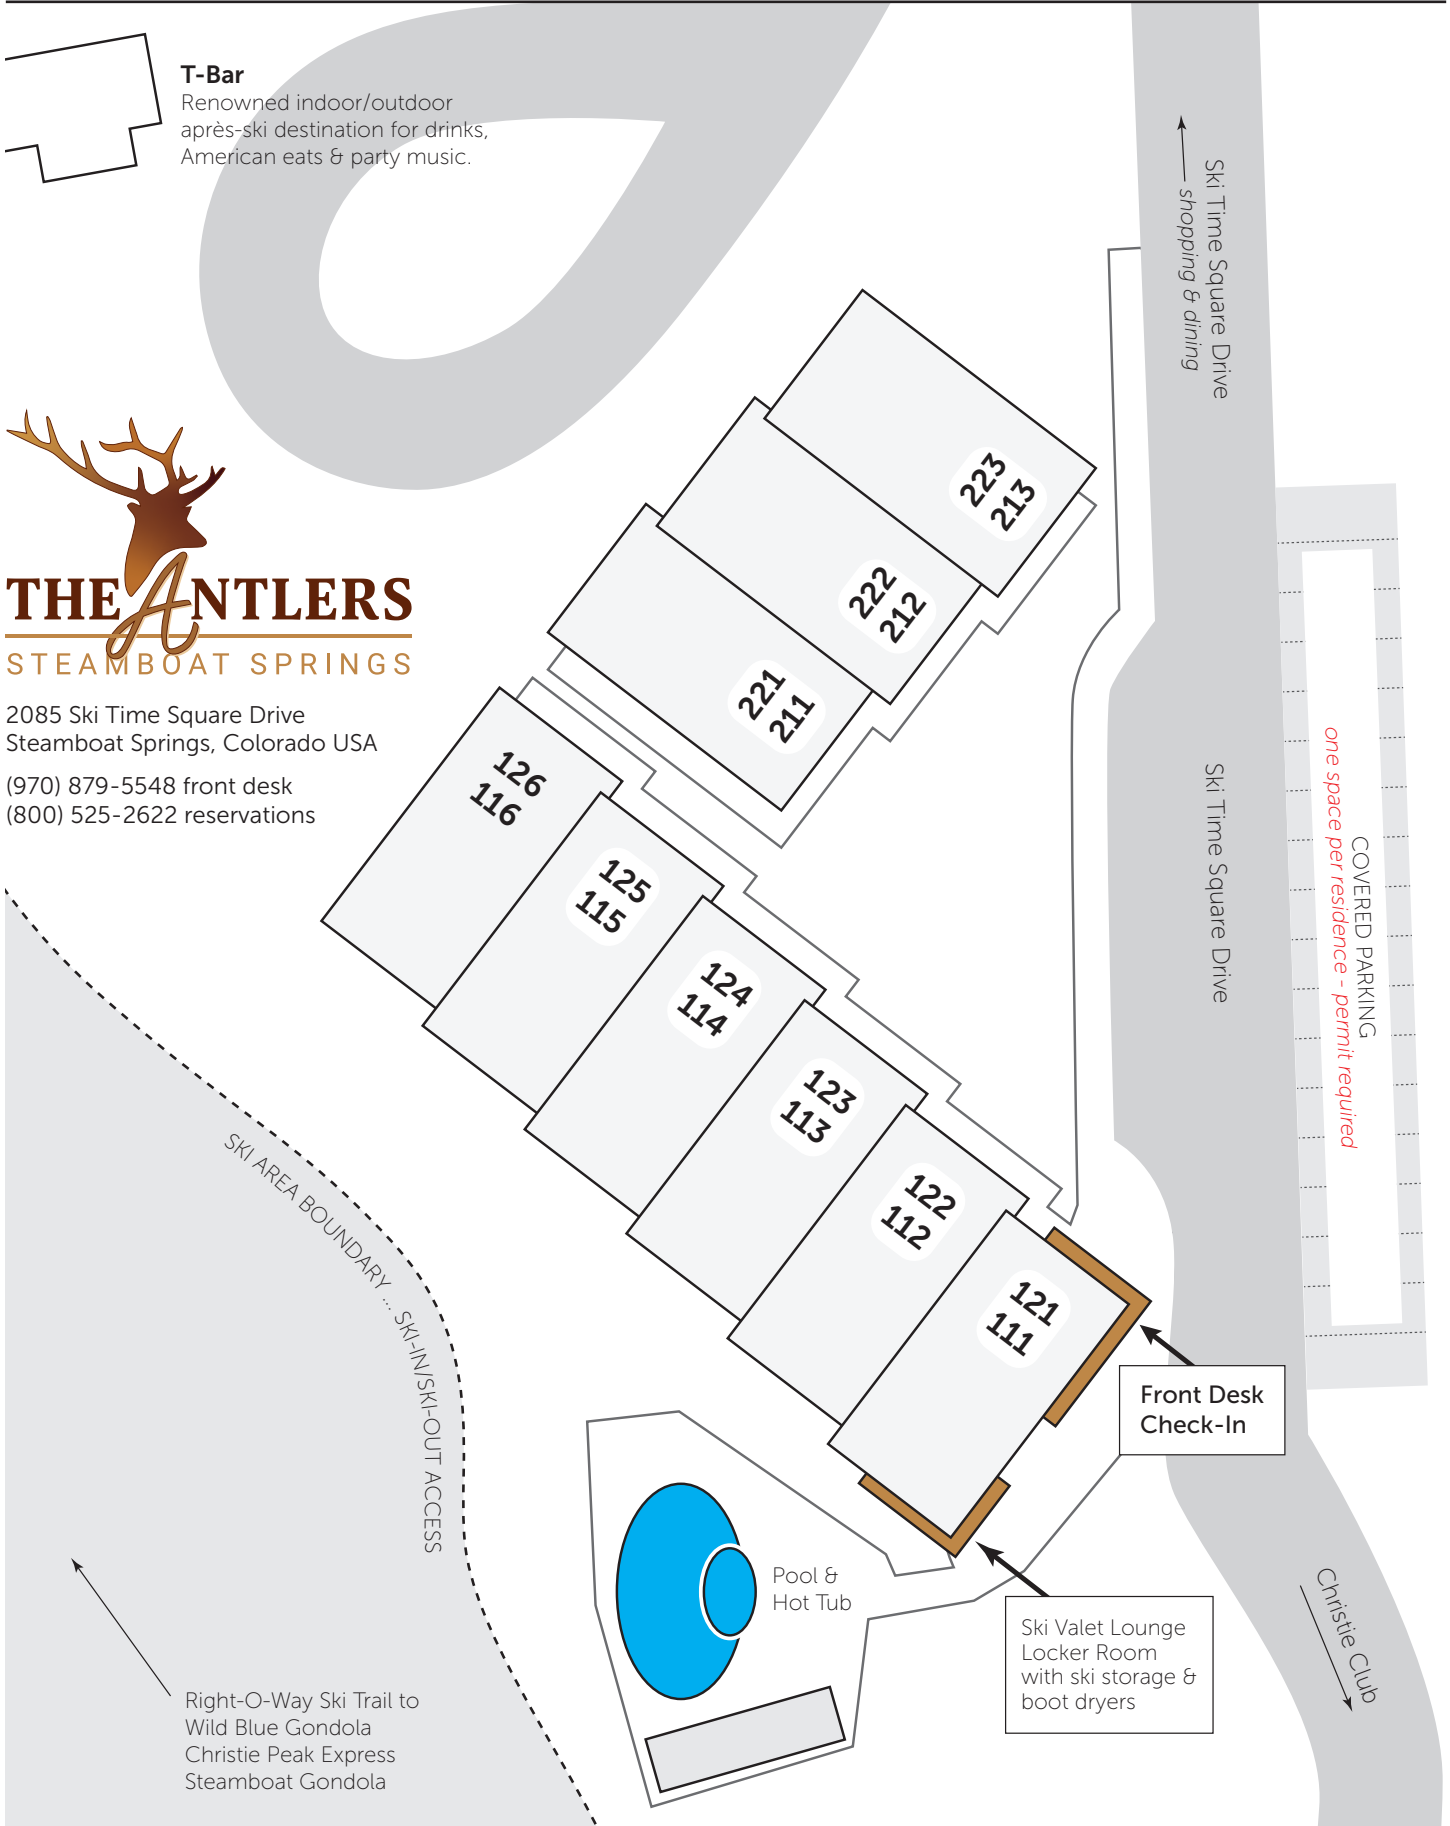 T-Bar
Renowned indoor/outdoor
après-ski destination for drinks,
American eats & party music.
Ski Time Square Drive
shopping & dining
223
213
222
212
221
211
THE ANTLERS
STEAMBOAT SPRINGS
2085 Ski Time Square Drive
Steamboat Springs, Colorado USA
(970) 879-5548 front desk
(800) 525-2622 reservations
126
116
125
115
124
114
123
113
122
112
121
111
Ski Time Square Drive
COVERED PARKING
one space per residence - permit required
SKI AREA BOUNDARY ... SKI-IN/SKI-OUT ACCESS
Front Desk
Check-In
Pool &
Hot Tub
Ski Valet Lounge
Locker Room
with ski storage &
boot dryers
Christie Club
Right-O-Way Ski Trail to
Wild Blue Gondola
Christie Peak Express
Steamboat Gondola